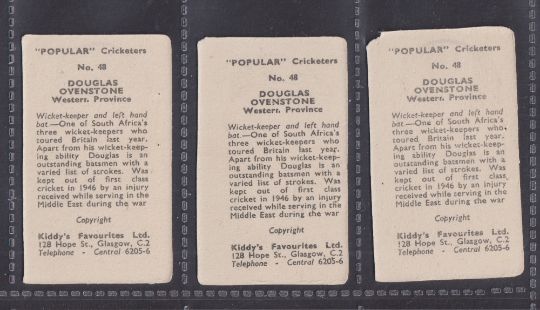 "POPULAR" Cricketers
No. 48
DOUGLAS
OVENSTONE
Western. Province
Wicket-keeper and left hand
bat.—One of South Africa's
three wicket-keepers who
toured Britain last year.
Apart from his wicket-keep-
ing ability Douglas is an
outstanding batsmen with a
varied list of strokes. Was
kept out of first class
cricket in 1946 by an injury
received while serving in the
Middle East during the war
Copyright
Kiddy's Favourites Ltd.
128 Hope St., Glasgow, C.2
Telephone - Central 6205-6
"POPULAR" Cricketers
No. 48
DOUGLAS
OVENSTONE
Western. Province
Wicket-keeper and left hand
bat.—One of South Africa's
three wicket-keepers who
toured Britain last year.
Apart from his wicket-keep-
ing ability Douglas is an
outstanding batsmen with a
varied list of strokes. Was
kept out of first class
cricket in 1946 by an injury
received while serving in the
Middle East during the war
Copyright
Kiddy's Favourites Ltd.
128 Hope St., Glasgow, C.2
Telephone - Central 6205-6
"POPULAR" Cricketers
No. 48
DOUGLAS
OVENSTONE
Western. Province
Wicket-keeper and left hand
bat.—One of South Africa's
three wicket-keepers who
toured Britain last year.
Apart from his wicket-keep-
ing ability Douglas is an
outstanding batsmen with a
varied list of strokes. Was
kept out of first class
cricket in 1946 by an injury
received while serving in the
Middle East during the war
Copyright
Kiddy's Favourites Ltd.
128 Hope St., Glasgow, C.2
Telephone - Central 6205-6